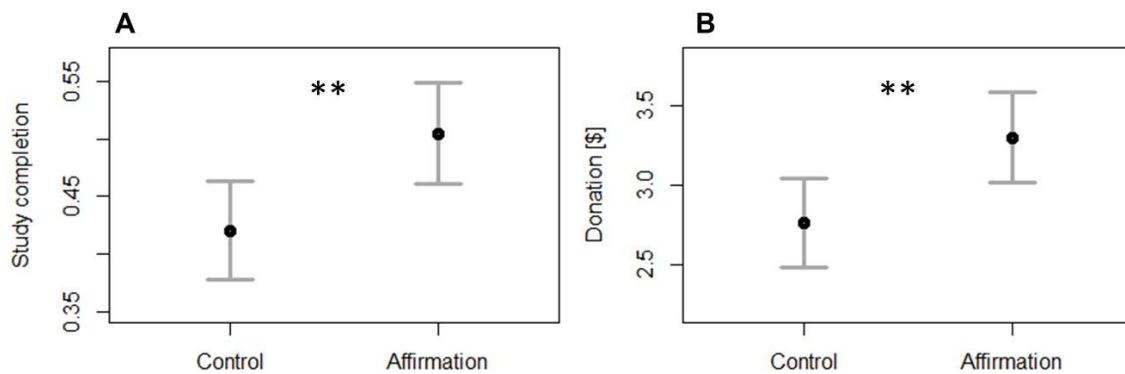 A
Study completion
0.55
0.45
0.35
**
Control
Affirmation
B
Donation [$]
3.5
3.0
2.5
**
Control
Affirmation